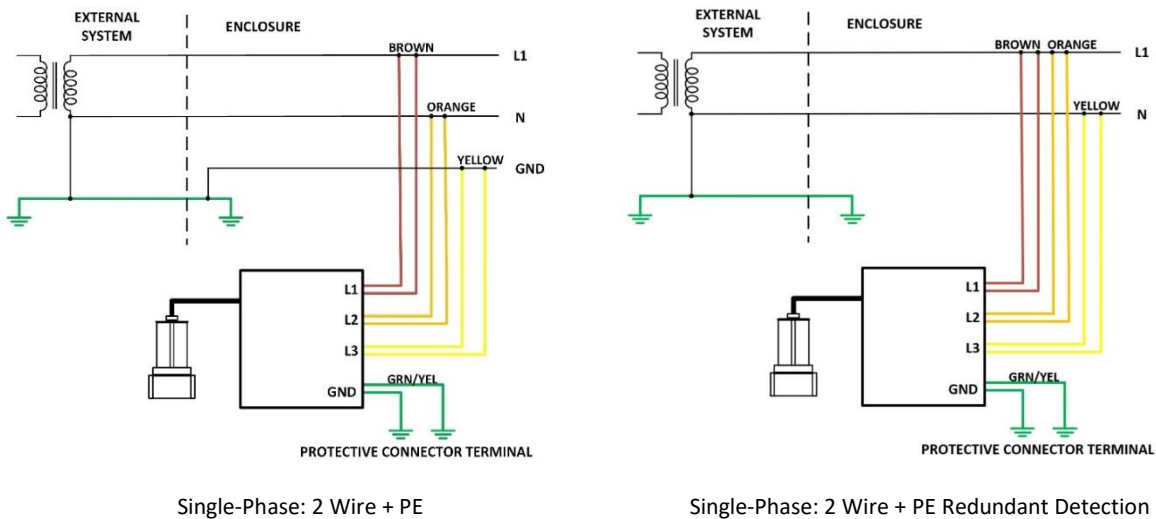 EXTERNAL
SYSTEM
ENCLOSURE
BROWN
L1
ORANGE
N
YELLOW
GND
L1
L2
L3
GRN/YEL
GND
PROTECTIVE CONNECTOR TERMINAL
Single-Phase: 2 Wire + PE
EXTERNAL
SYSTEM
ENCLOSURE
BROWN ORANGE
L1
YELLOW
N
L1
L2
L3
GRN/YEL
GND
PROTECTIVE CONNECTOR TERMINAL
Single-Phase: 2 Wire + PE Redundant Detection